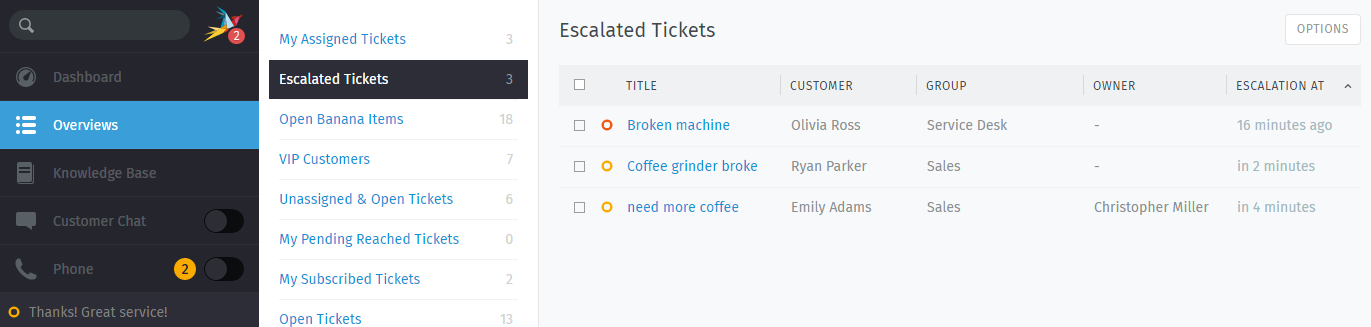 2
Dashboard
Overviews
Knowledge Base
Customer Chat
Phone 2
Thanks! Great service!
My Assigned Tickets 3
Escalated Tickets 3
Open Banana Items 18
VIP Customers 7
Unassigned & Open Tickets 6
My Pending Reached Tickets 0
My Subscribed Tickets 2
Open Tickets 13
Escalated Tickets OPTIONS
TITLE CUSTOMER GROUP OWNER ESCALATION AT
Broken machine Olivia Ross Service Desk - 16 minutes ago
Coffee grinder broke Ryan Parker Sales - in 2 minutes
need more coffee Emily Adams Sales Christopher Miller in 4 minutes